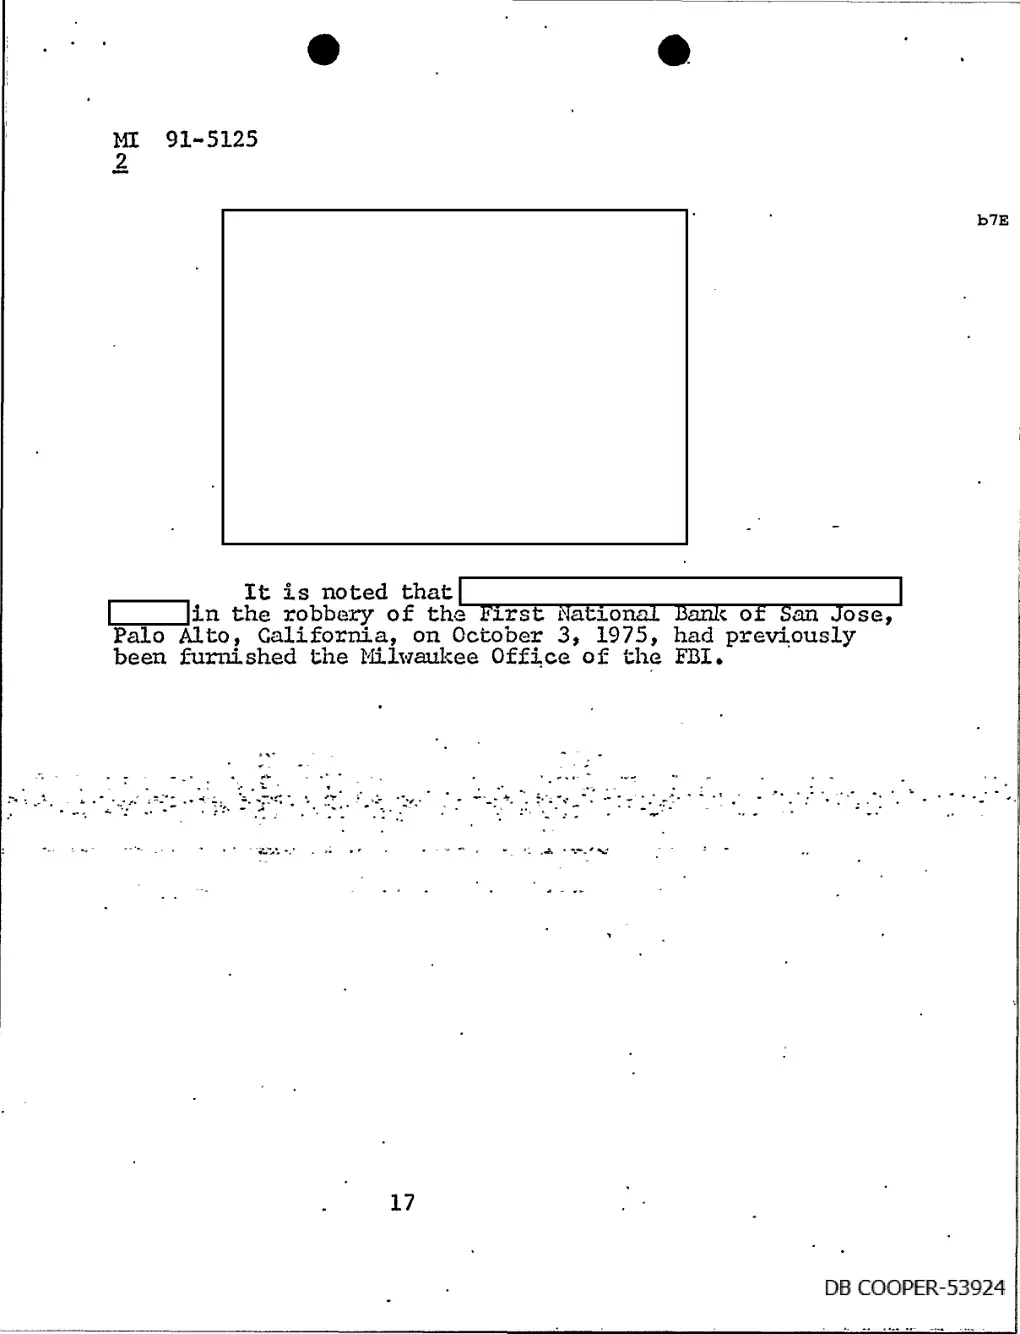 MI 91-5125
2
b7E
It is noted that
in the robbery of the First National Bank of San Jose,
Palo Alto, California, on October 3, 1975, had previously
been furnished the Milwaukee Office of the FBI.
17
DB COOPER-53924